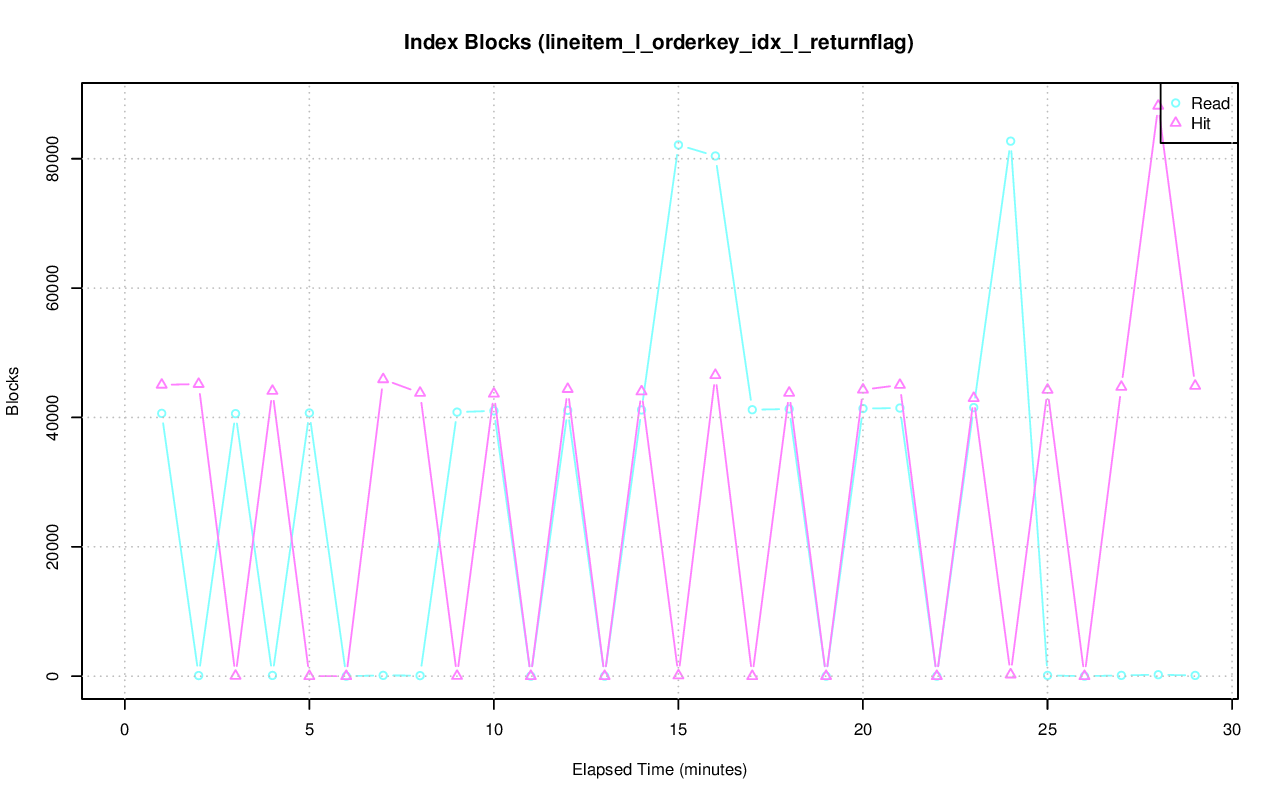 Index Blocks (lineitem_l_orderkey_idx_l_returnflag)
Read
Hit
Blocks
80000
60000
40000
20000
0
0 5 10 15 20 25 30
Elapsed Time (minutes)